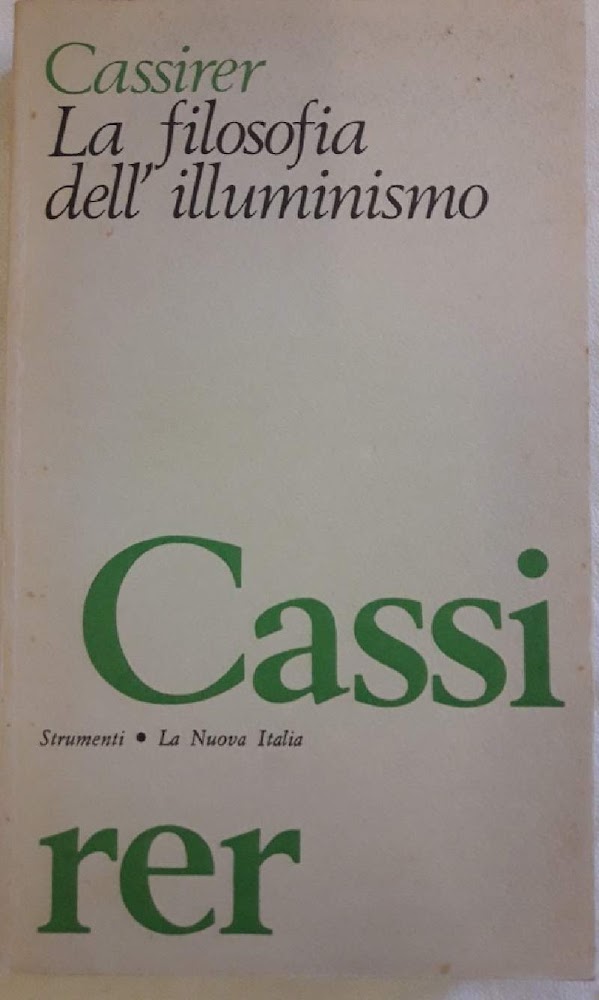 Cassirer
La filosofia
dell' illuminismo
Cassi
Strumenti • La Nuova Italia
rer